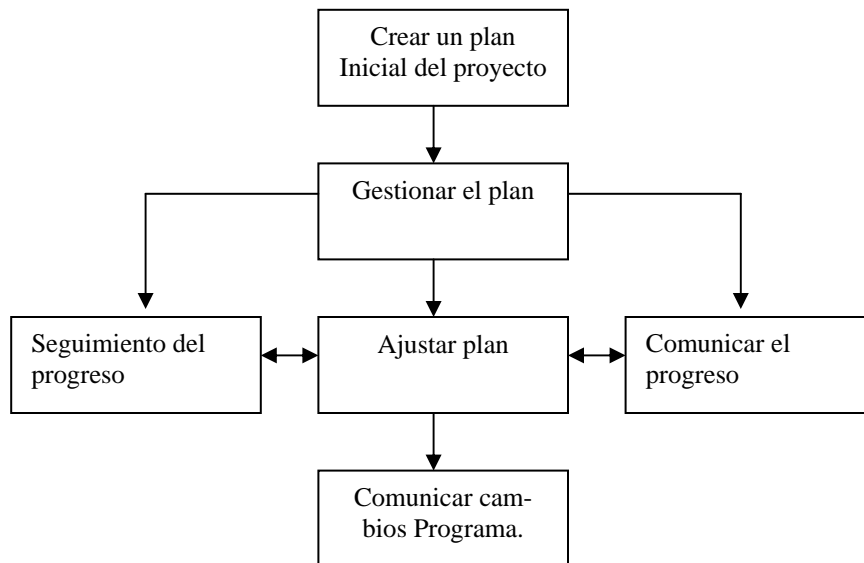 Crear un plan
Inicial del proyecto
Gestionar el plan
Seguimiento del
progreso
Ajustar plan
Comunicar el
progreso
Comunicar cam-
bios Programa.